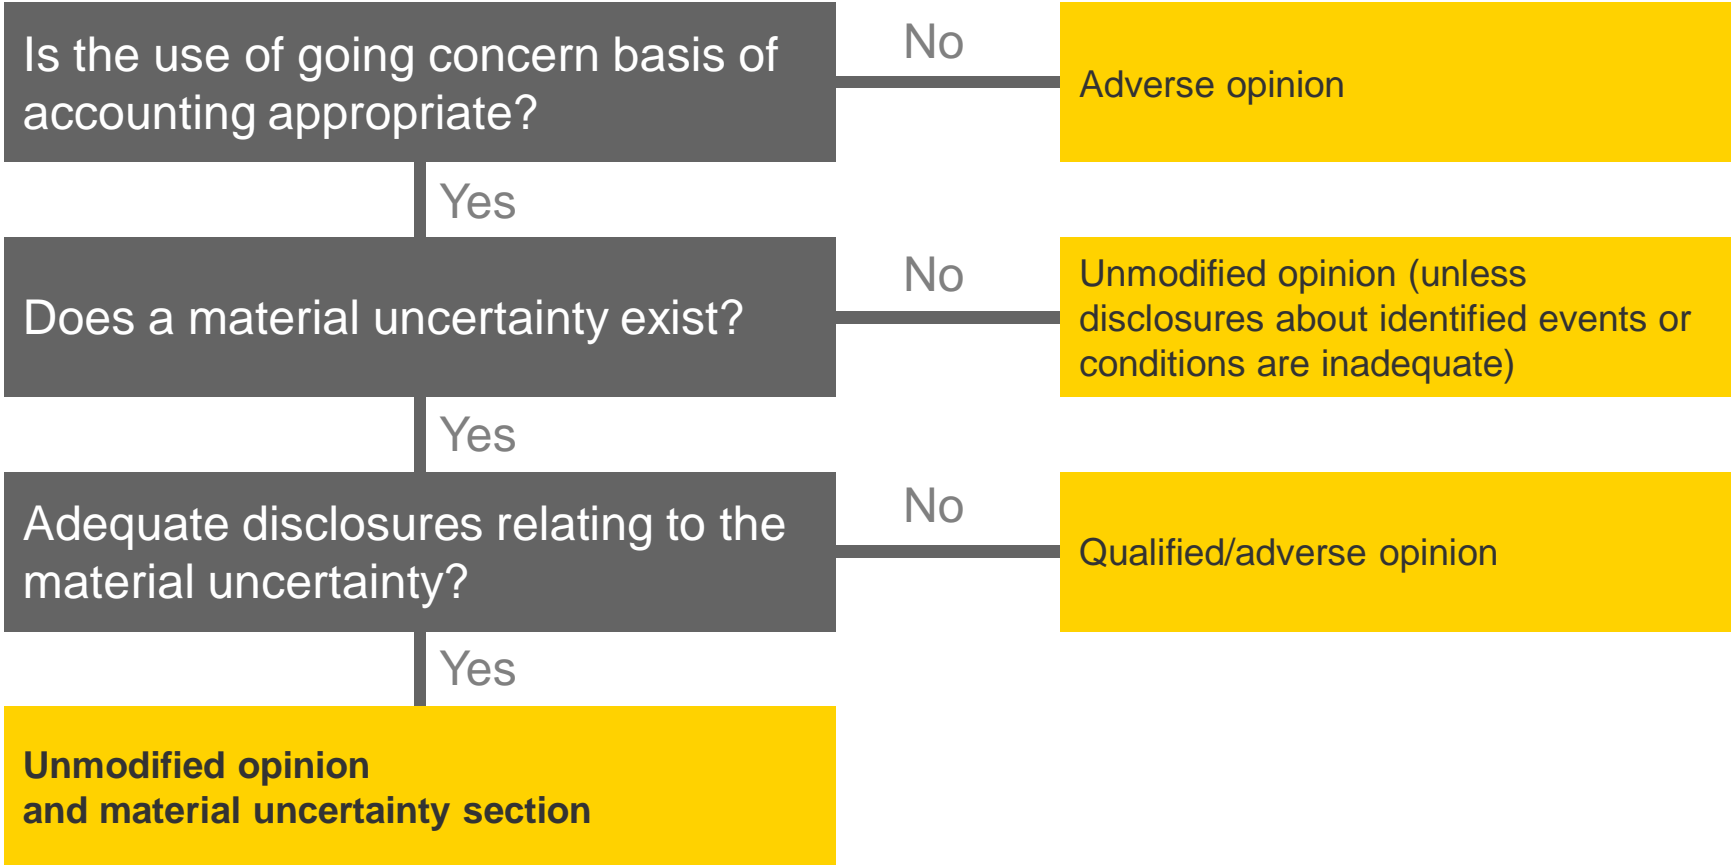 Is the use of going concern basis of
accounting appropriate?
No
Adverse opinion
Yes
Does a material uncertainty exist?
No
Unmodified opinion (unless
disclosures about identified events or
conditions are inadequate)
Yes
Adequate disclosures relating to the
material uncertainty?
No
Qualified/adverse opinion
Yes
Unmodified opinion
and material uncertainty section